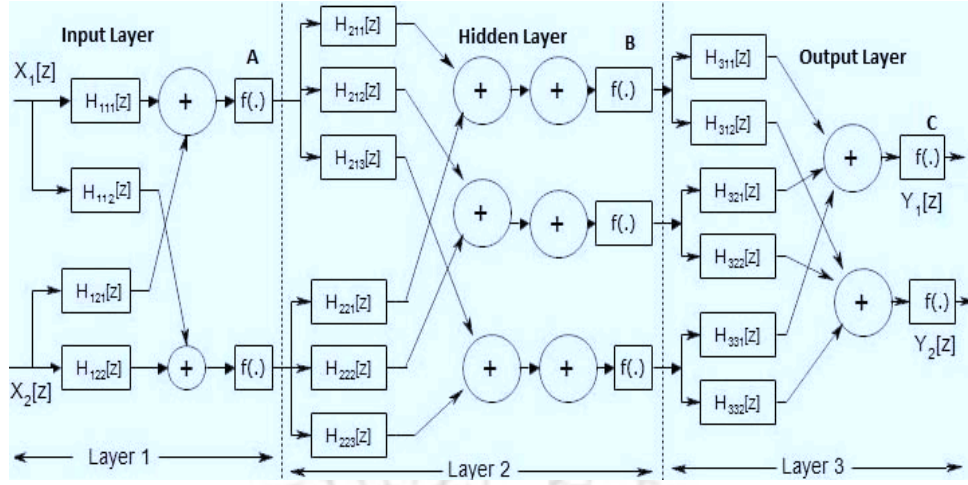 Input Layer
Hidden Layer
Output Layer
A
B
C
X1[z]
H111[z]
+
f(.)
H112[z]
H121[z]
X2[z]
H122[z]
+
f(.)
H211[z]
H212[z]
H213[z]
H221[z]
H222[z]
H223[z]
+
+
f(.)
+
+
f(.)
+
+
f(.)
H311[z]
H312[z]
H321[z]
H322[z]
H331[z]
H332[z]
+
f(.)
Y1[z]
+
f(.)
Y2[z]
Layer 1
Layer 2
Layer 3